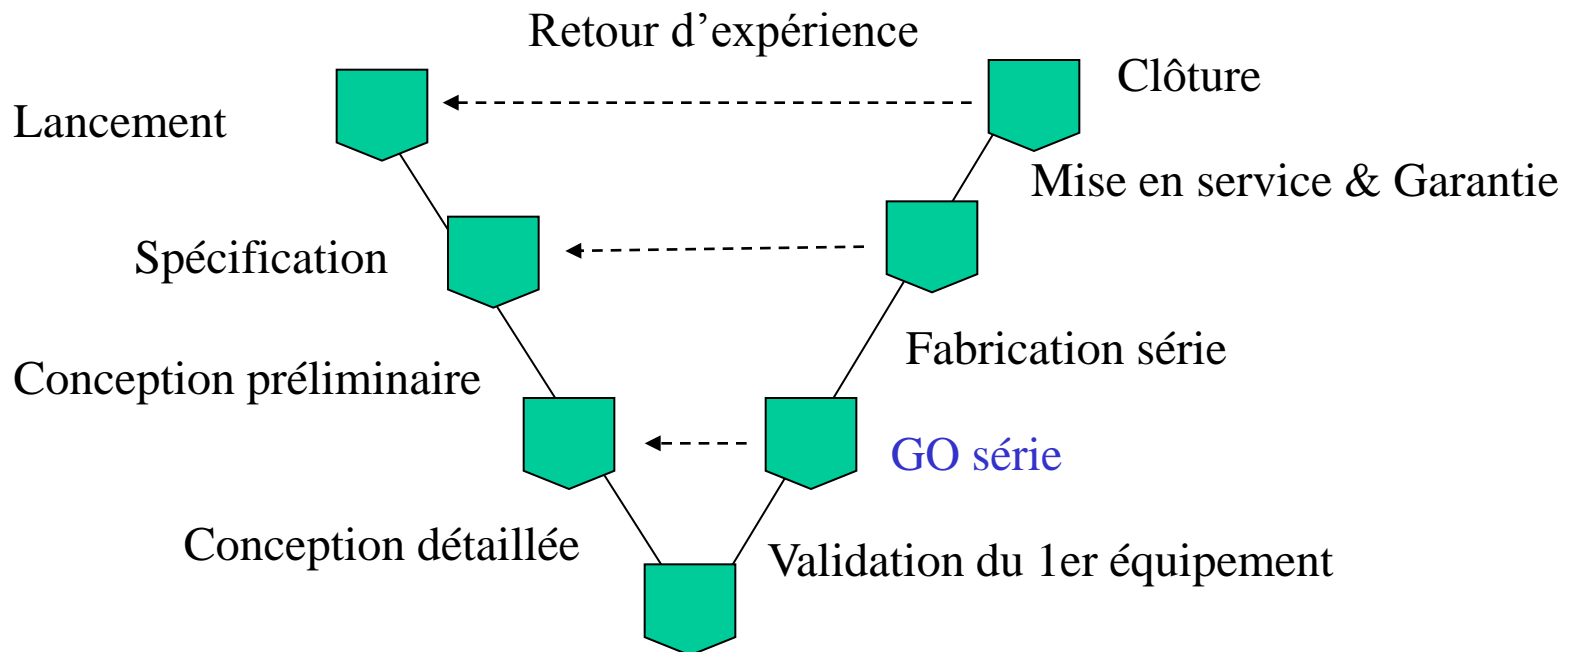 Retour d’expérience
Clôture
Lancement
Mise en service & Garantie
Spécification
Fabrication série
Conception préliminaire
GO série
Conception détaillée
Validation du 1er équipement